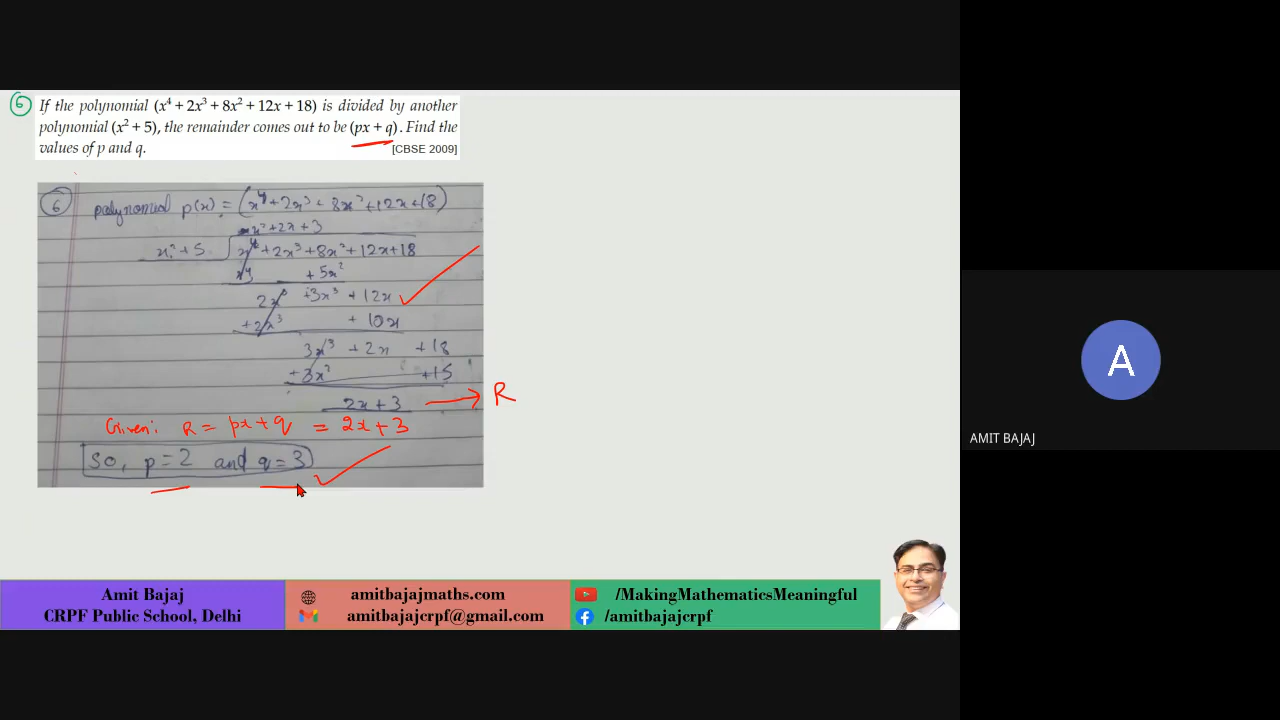 6
If the polynomial (x⁴ + 2x³ + 8x² + 12x + 18) is divided by another
polynomial (x² + 5), the remainder comes out to be (px + q). Find the
values of p and q.
[CBSE 2009]
6
polynomial p(x) = (x⁴ + 2x³ + 8x² + 12x + 18)
x² + 2x + 3
x² + 5 x⁴ + 2x³ + 8x² + 12x + 18
x⁴ + 5x²
2x³ + 3x³ + 12x
+ 2x³ + 10x
3x³ + 2x + 18
+ 3x² + 15
2x + 3 → R
Given: R = px + q = 2x + 3
So, p = 2 and q = 3
A
AMIT BAJAJ
Amit Bajaj
CRPF Public School, Delhi
amitbajajmaths.com
amitbajajcrpf@gmail.com
/MakingMathematicsMeaningful
/amitbajajcrpf